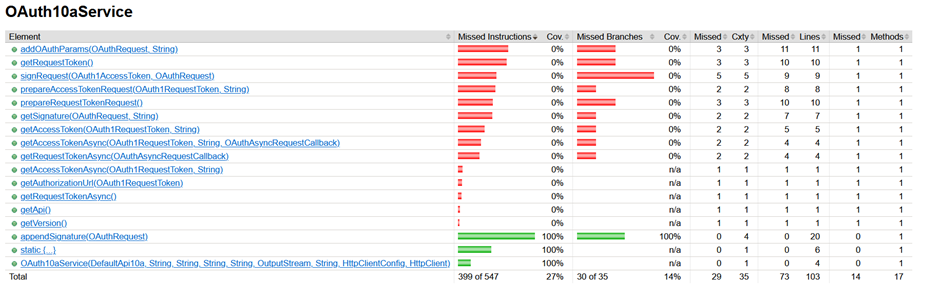 OAuth10aService
Element Missed Instructions Cov. Missed Branches Cov. Missed Cxty Missed Lines Missed Methods
addOAuthParams(OAuthRequest, String) 0% 0% 3 3 11 11 1 1
getRequestToken() 0% 0% 3 3 10 10 1 1
signRequest(OAuth1AccessToken, OAuthRequest) 0% 0% 5 5 9 9 1 1
prepareAccessTokenRequest(OAuth1RequestToken, String) 0% 0% 2 2 8 8 1 1
prepareRequestTokenRequest() 0% 0% 3 3 10 10 1 1
getSignature(OAuthRequest, String) 0% 0% 2 2 7 7 1 1
getAccessToken(OAuth1RequestToken, String) 0% 0% 2 2 5 5 1 1
getAccessTokenAsync(OAuth1RequestToken, String, OAuthAsyncRequestCallback) 0% 0% 2 2 4 4 1 1
getRequestTokenAsync(OAuthAsyncRequestCallback) 0% 0% 2 2 4 4 1 1
getAccessTokenAsync(OAuth1RequestToken, String) 0% n/a 1 1 1 1 1 1
getAuthorizationUrl(OAuth1RequestToken) 0% n/a 1 1 1 1 1 1
getRequestTokenAsync() 0% n/a 1 1 1 1 1 1
getApi() 0% n/a 1 1 1 1 1 1
getVersion() 0% n/a 1 1 1 1 1 1
appendSignature(OAuthRequest) 100% 100% 0 4 0 20 0 1
static {...} 100% n/a 0 1 0 6 0 1
OAuth10aService(DefaultApi10a, String, String, String, String, OutputStream, String, HttpClientConfig, HttpClient) 100% n/a 0 1 0 4 0 1
Total 399 of 547 27% 30 of 35 14% 29 35 73 103 14 17